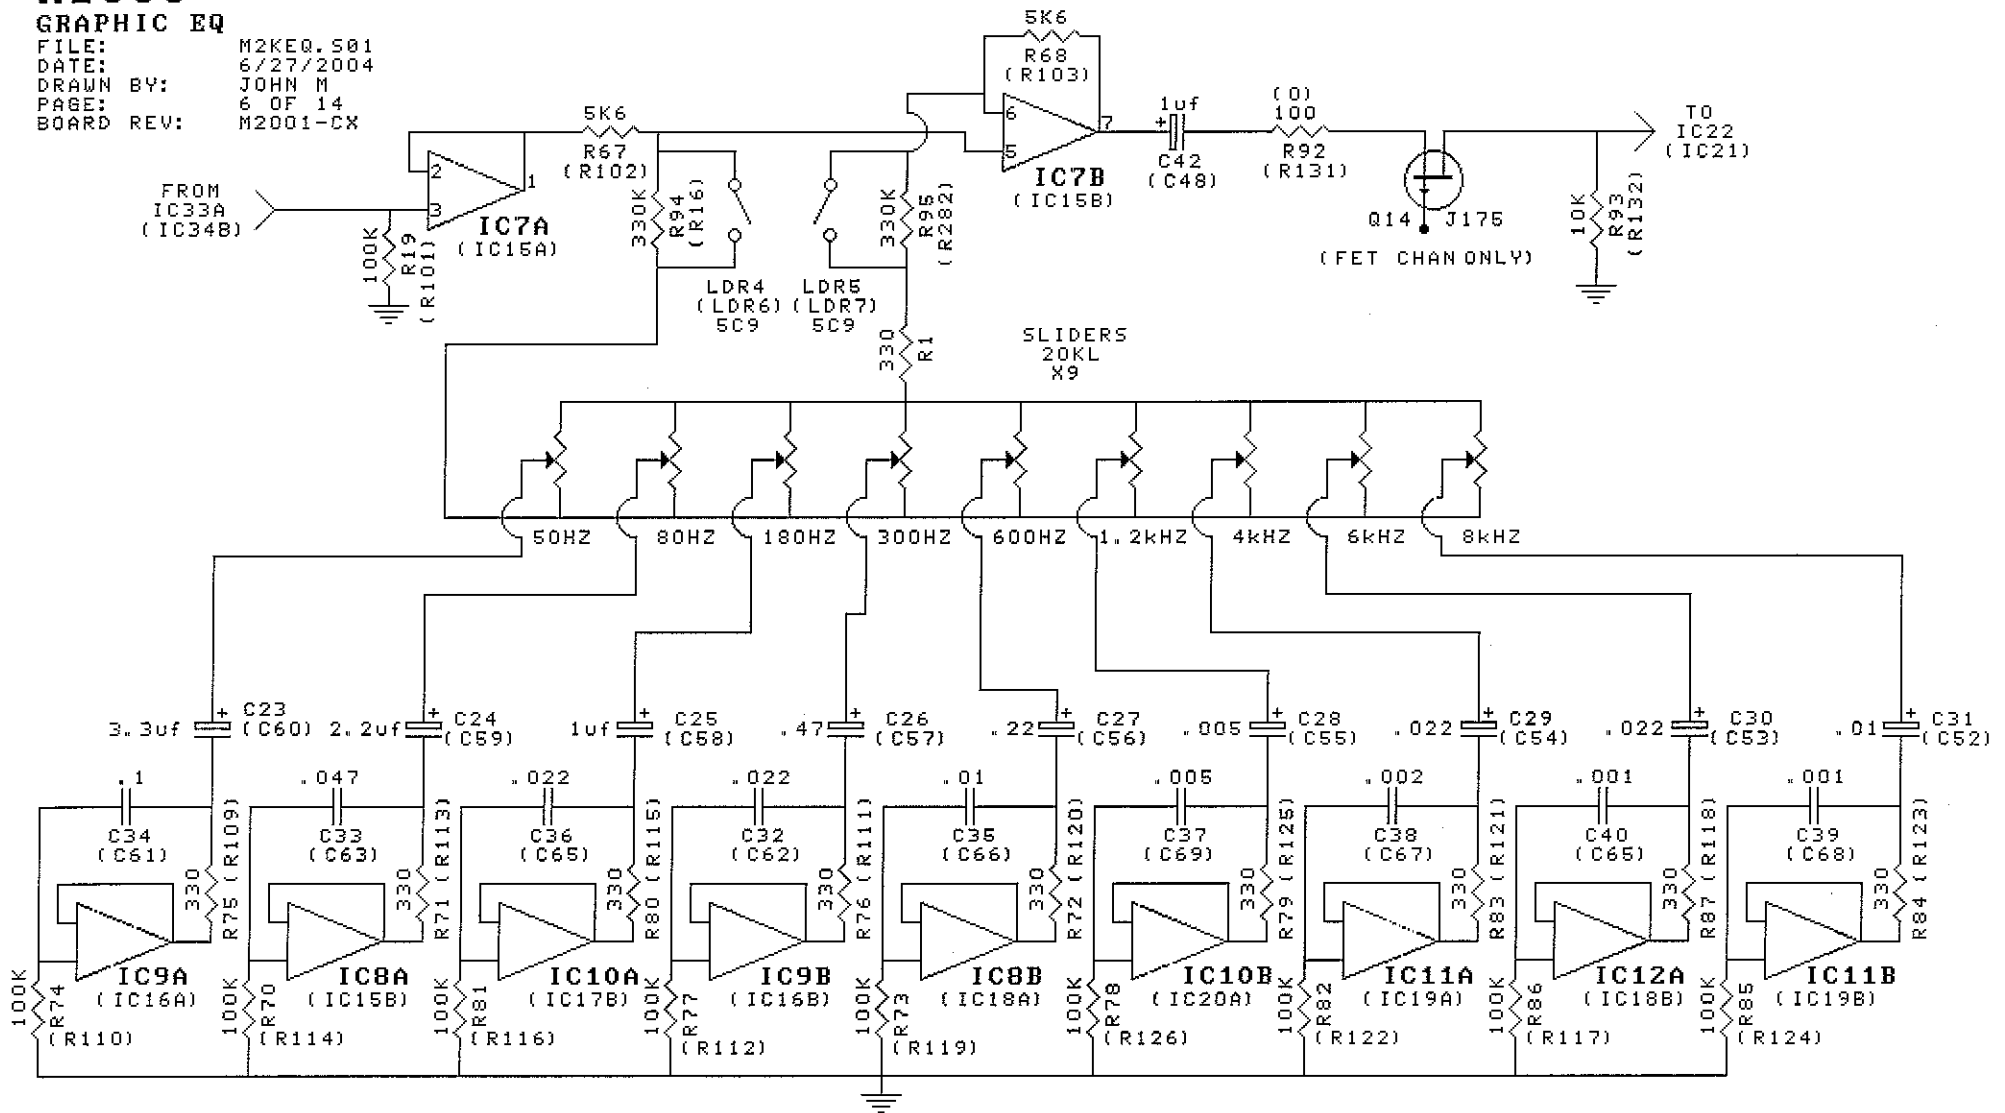 GRAPHIC EQ
FILE: M2KEQ.S01
DATE: 6/27/2004
DRAWN BY: JOHN M
PAGE: 6 OF 14
BOARD REV: M2001-CX
5K6
R68
(R103)
6
5
7
IC7B
(IC15B)
1uf
+
C42
(C48)
(0)
100
R92
(R131)
TO
IC22
(IC21)
Q14 J175
(FET CHAN ONLY)
10K
R93
(R132)
5K6
R67
(R102)
FROM
IC33A
(IC34B)
2
3
1
IC7A
(IC15A)
100K
R19
(R101)
330K
R94
(R16)
330K
R95
(R282)
LDR4
(LDR6)
5C9
LDR5
(LDR7)
5C9
330
R1
SLIDERS
20KL
X9
50HZ 80HZ 180HZ 300HZ 600HZ 1.2kHZ 4kHZ 6kHZ 8kHZ
3.3uf + C23 (C60)
2.2uf + C24 (C59)
1uf + C25 (C58)
.47 + C26 (C57)
.22 + C27 (C56)
.005 + C28 (C55)
.022 + C29 (C54)
.022 + C30 (C53)
.01 + C31 (C52)
.1 C34 (C61)
.047 C33 (C63)
.022 C36 (C65)
.022 C32 (C62)
.01 C35 (C66)
.005 C37 (C69)
.002 C38 (C67)
.001 C40 (C65)
.001 C39 (C68)
330 R75 (R109)
330 R71 (R113)
330 R80 (R115)
330 R76 (R111)
330 R72 (R120)
330 R79 (R125)
330 R83 (R121)
330 R87 (R118)
330 R84 (R123)
IC9A (IC16A)
IC8A (IC15B)
IC10A (IC17B)
IC9B (IC16B)
IC8B (IC18A)
IC10B (IC20A)
IC11A (IC19A)
IC12A (IC18B)
IC11B (IC19B)
100K R74 (R110)
100K R70 (R114)
100K R81 (R116)
100K R77 (R112)
100K R73 (R119)
100K R78 (R126)
100K R82 (R122)
100K R86 (R117)
100K R85 (R124)